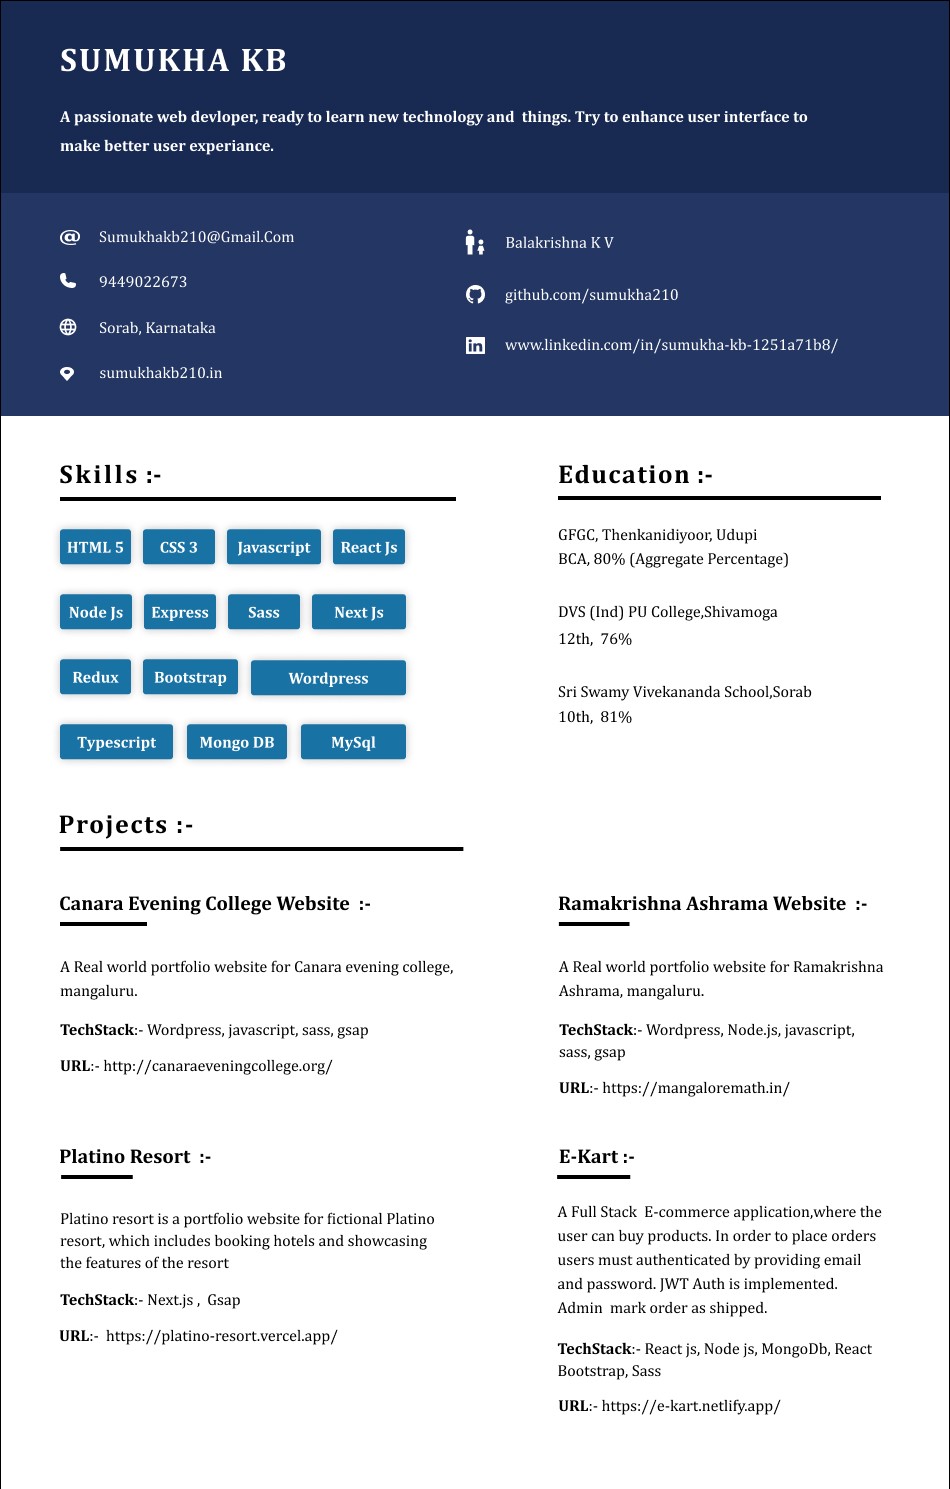 SUMUKHA KB
A passionate web devloper, ready to learn new technology and  things. Try to enhance user interface to
make better user experiance.
Sumukhakb210@Gmail.Com
9449022673
Sorab, Karnataka
sumukhakb210.in
Balakrishna K V
github.com/sumukha210
www.linkedin.com/in/sumukha-kb-1251a71b8/
Skills :-
HTML 5 CSS 3 Javascript React Js
Node Js Express Sass Next Js
Redux Bootstrap Wordpress
Typescript Mongo DB MySql
Education :-
GFGC, Thenkanidiyoor, Udupi
BCA, 80% (Aggregate Percentage)
DVS (Ind) PU College,Shivamoga
12th,  76%
Sri Swamy Vivekananda School,Sorab
10th,  81%
Projects :-
Canara Evening College Website  :-
A Real world portfolio website for Canara evening college,
mangaluru.
TechStack:- Wordpress, javascript, sass, gsap
URL:- http://canaraeveningcollege.org/
Ramakrishna Ashrama Website  :-
A Real world portfolio website for Ramakrishna
Ashrama, mangaluru.
TechStack:- Wordpress, Node.js, javascript,
sass, gsap
URL:- https://mangaloremath.in/
Platino Resort  :-
Platino resort is a portfolio website for fictional Platino
resort, which includes booking hotels and showcasing
the features of the resort
TechStack:- Next.js ,  Gsap
URL:-  https://platino-resort.vercel.app/
E-Kart :-
A Full Stack  E-commerce application,where the
user can buy products. In order to place orders
users must authenticated by providing email
and password. JWT Auth is implemented.
Admin  mark order as shipped.
TechStack:- React js, Node js, MongoDb, React
Bootstrap, Sass
URL:- https://e-kart.netlify.app/